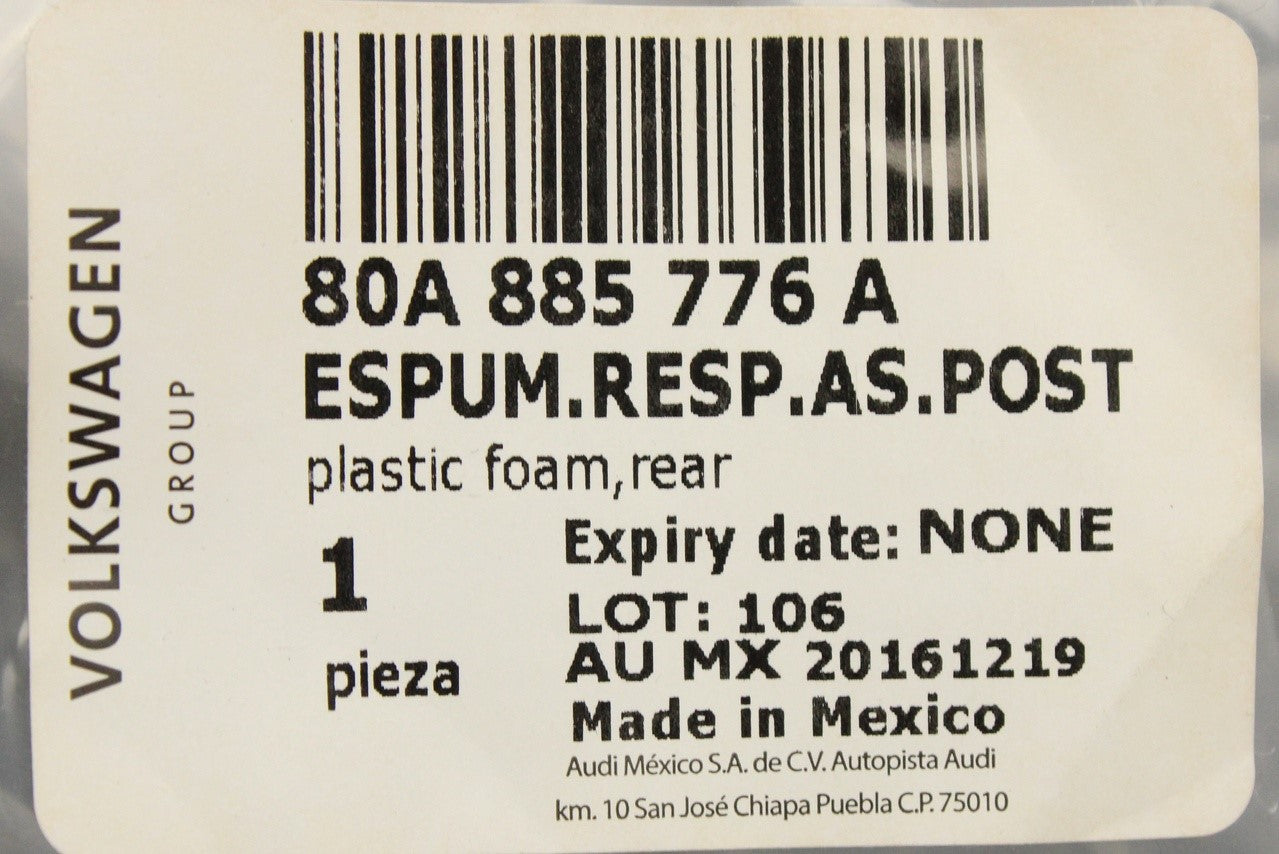 VOLKSWAGEN
GROUP
80A 885 776 A
ESPUM.RESP.AS.POST
plastic foam,rear
1
pieza
Expiry date: NONE
LOT: 106
AU MX 20161219
Made in Mexico
Audi México S.A. de C.V. Autopista Audi
km. 10 San José Chiapa Puebla C.P. 75010